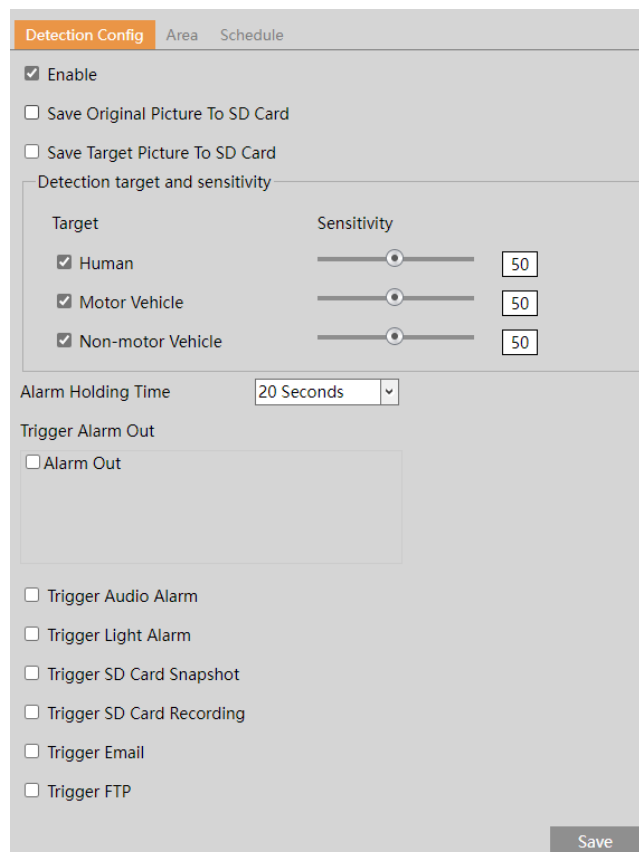 Detection Config Area Schedule
Enable
Save Original Picture To SD Card
Save Target Picture To SD Card
Detection target and sensitivity
Target Sensitivity
Human 50
Motor Vehicle 50
Non-motor Vehicle 50
Alarm Holding Time 20 Seconds
Trigger Alarm Out
Alarm Out
Trigger Audio Alarm
Trigger Light Alarm
Trigger SD Card Snapshot
Trigger SD Card Recording
Trigger Email
Trigger FTP
Save